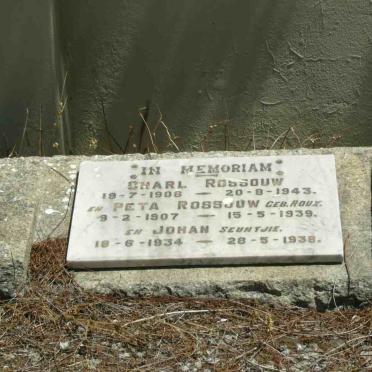 IN MEMORIAM
CHARL ROSSOUW
19-7-1908 — 20-8-1943.
EN PETA ROSSOUW GEB. ROUX.
9-2-1907 — 15-5-1939.
EN JOHAN SEUNTJIE.
18-6-1934 — 28-5-1938.